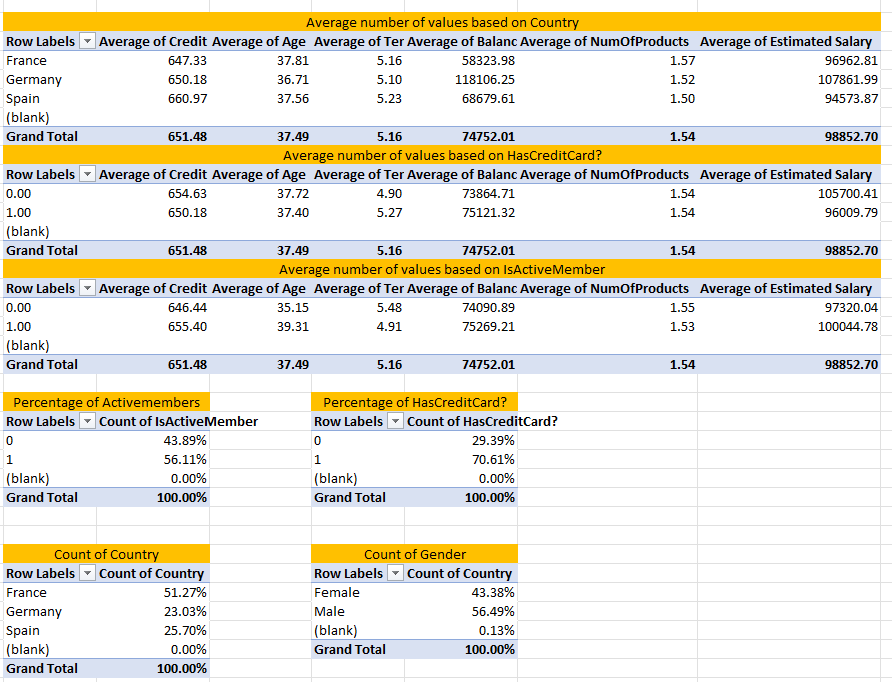 Average number of values based on Country
Row Labels Average of Credit Average of Age Average of Ter Average of Balanc Average of NumOfProducts Average of Estimated Salary
France 647.33 37.81 5.16 58323.98 1.57 96962.81
Germany 650.18 36.71 5.10 118106.25 1.52 107861.99
Spain 660.97 37.56 5.23 68679.61 1.50 94573.87
(blank)
Grand Total 651.48 37.49 5.16 74752.01 1.54 98852.70
Average number of values based on HasCreditCard?
Row Labels Average of Credit Average of Age Average of Ter Average of Balanc Average of NumOfProducts Average of Estimated Salary
0.00 654.63 37.72 4.90 73864.71 1.54 105700.41
1.00 650.18 37.40 5.27 75121.32 1.54 96009.79
(blank)
Grand Total 651.48 37.49 5.16 74752.01 1.54 98852.70
Average number of values based on IsActiveMember
Row Labels Average of Credit Average of Age Average of Ter Average of Balanc Average of NumOfProducts Average of Estimated Salary
0.00 646.44 35.15 5.48 74090.89 1.55 97320.04
1.00 655.40 39.31 4.91 75269.21 1.53 100044.78
(blank)
Grand Total 651.48 37.49 5.16 74752.01 1.54 98852.70
Percentage of Activemembers
Row Labels Count of IsActiveMember
0 43.89%
1 56.11%
(blank) 0.00%
Grand Total 100.00%
Percentage of HasCreditCard?
Row Labels Count of HasCreditCard?
0 29.39%
1 70.61%
(blank) 0.00%
Grand Total 100.00%
Count of Country
Row Labels Count of Country
France 51.27%
Germany 23.03%
Spain 25.70%
(blank) 0.00%
Grand Total 100.00%
Count of Gender
Row Labels Count of Country
Female 43.38%
Male 56.49%
(blank) 0.13%
Grand Total 100.00%